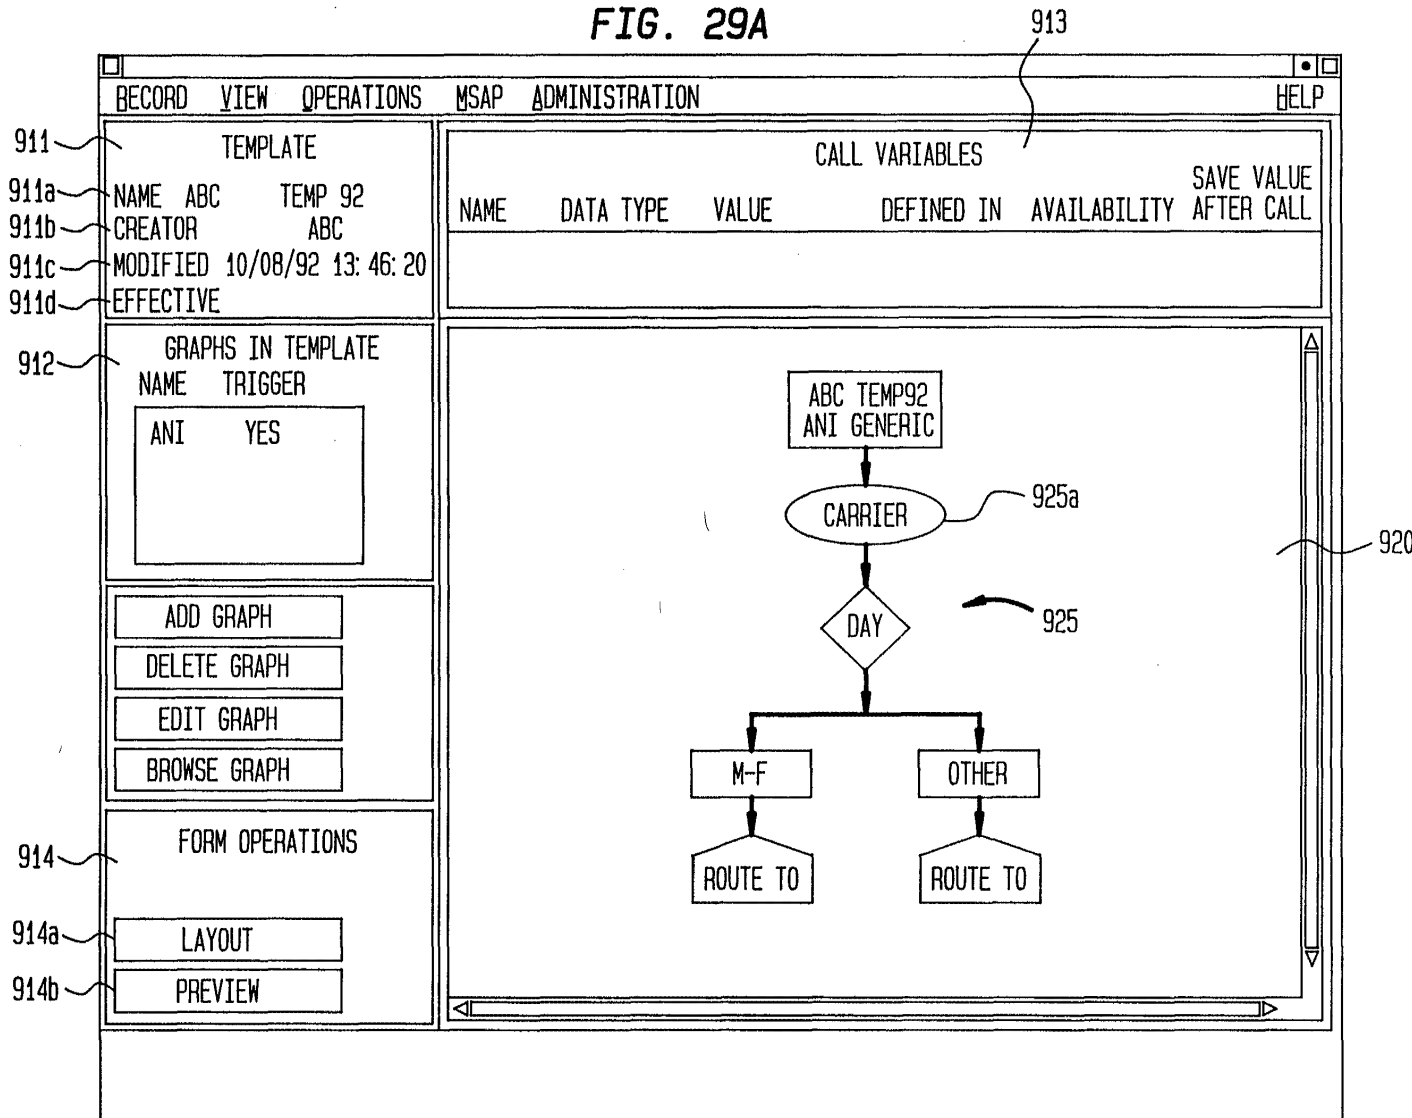 FIG. 29A
913
RECORD VIEW OPERATIONS MSAP ADMINISTRATION HELP
911
TEMPLATE
911a
NAME ABC TEMP 92
911b
CREATOR ABC
911c
MODIFIED 10/08/92 13:46:20
911d
EFFECTIVE
CALL VARIABLES
NAME DATA TYPE VALUE DEFINED IN AVAILABILITY SAVE VALUE
AFTER CALL
912
GRAPHS IN TEMPLATE
NAME TRIGGER
ANI YES
ADD GRAPH
DELETE GRAPH
EDIT GRAPH
BROWSE GRAPH
914
FORM OPERATIONS
914a
LAYOUT
914b
PREVIEW
ABC TEMP92
ANI GENERIC
CARRIER
925a
920
DAY
925
M-F
OTHER
ROUTE TO
ROUTE TO